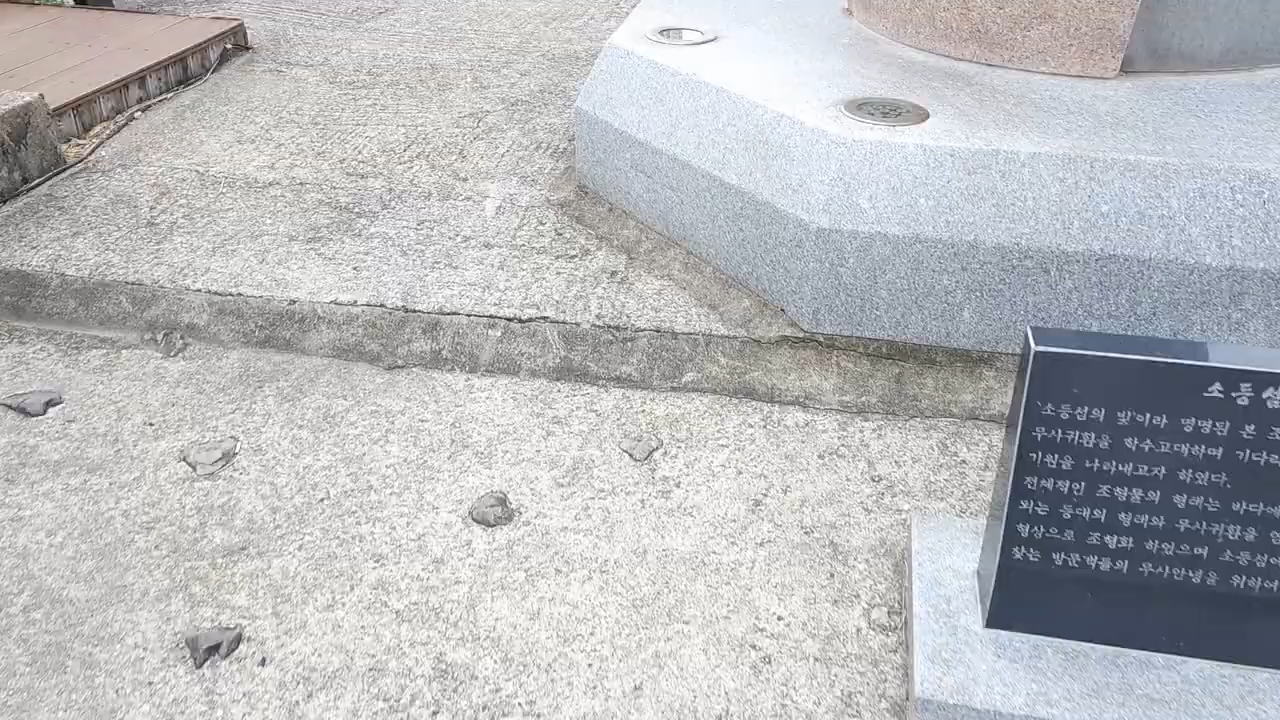 소등섬
'소등섬의 빛'이라 명명된 본 조
무사귀환을 학수고대하며 기다리
기원을 나타내고자 하였다.
전체적인 조형물의 형태는 바다에
되는 등대의 형태와 무사귀환을
형상으로 조형화 하였으며 소등섬에
찾는 방문객들의 무사안녕을 위하여